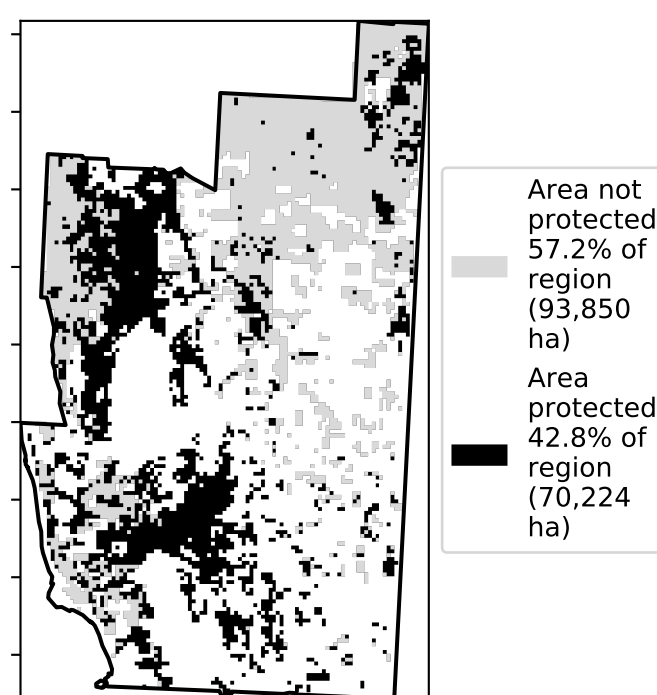 Area not
protected
57.2% of
region
(93,850
ha)
Area
protected
42.8% of
region
(70,224
ha)